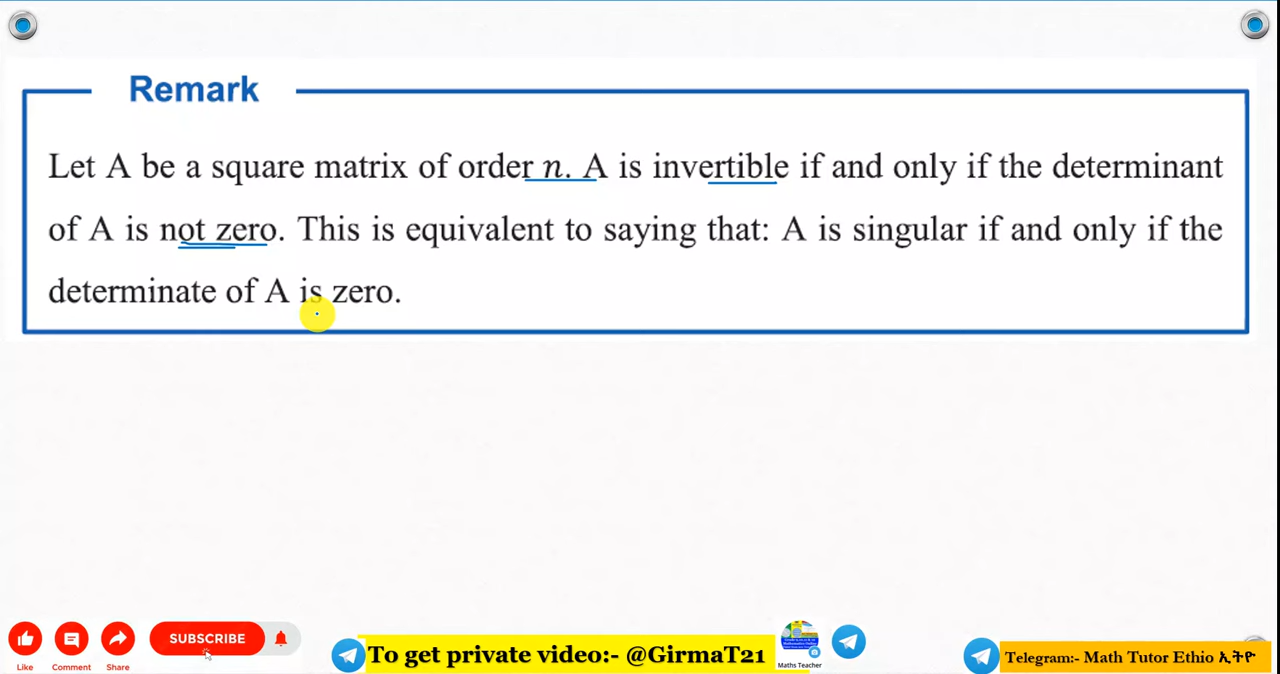 Remark
Let A be a square matrix of order n. A is invertible if and only if the determinant
of A is not zero. This is equivalent to saying that: A is singular if and only if the
determinate of A is zero.
SUBSCRIBE
Like
Comment
Share
To get private video:- @GirmaT21
Maths Teacher
Telegram:- Math Tutor Ethio ኢትዮ